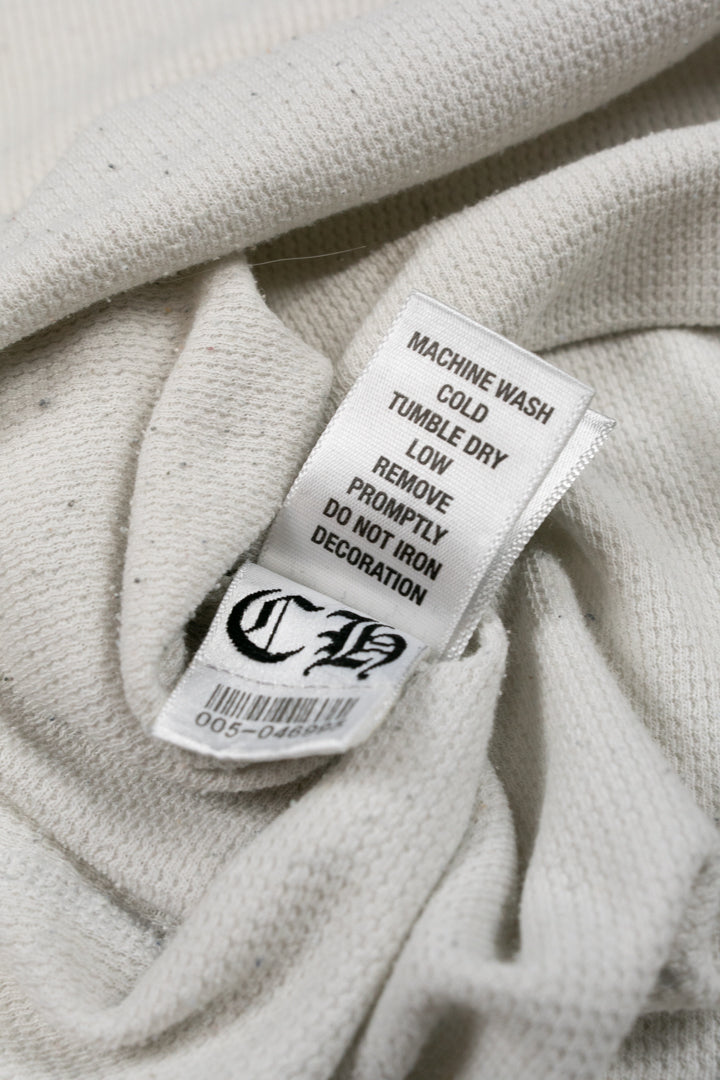 MACHINE WASH
COLD
TUMBLE DRY
LOW
REMOVE
PROMPTLY
DO NOT IRON
DECORATION
CH